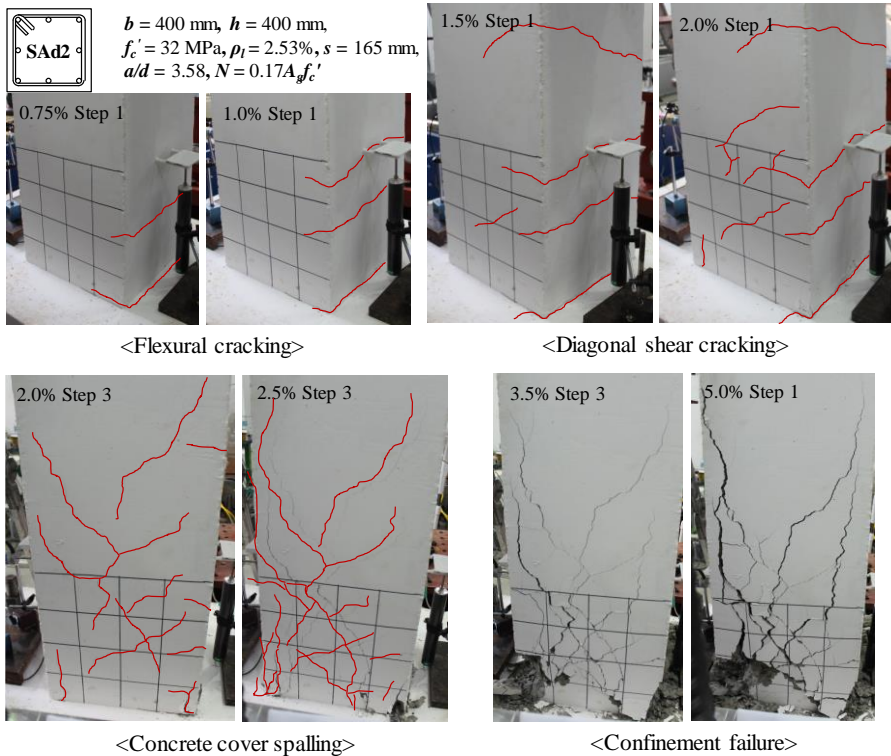 SAd2
b = 400 mm, h = 400 mm,
fc' = 32 MPa, ρl = 2.53%, s = 165 mm,
a/d = 3.58, N = 0.17Agfc'
0.75% Step 1
1.0% Step 1
1.5% Step 1
2.0% Step 1
<Flexural cracking>
<Diagonal shear cracking>
2.0% Step 3
2.5% Step 3
3.5% Step 3
5.0% Step 1
<Concrete cover spalling>
<Confinement failure>